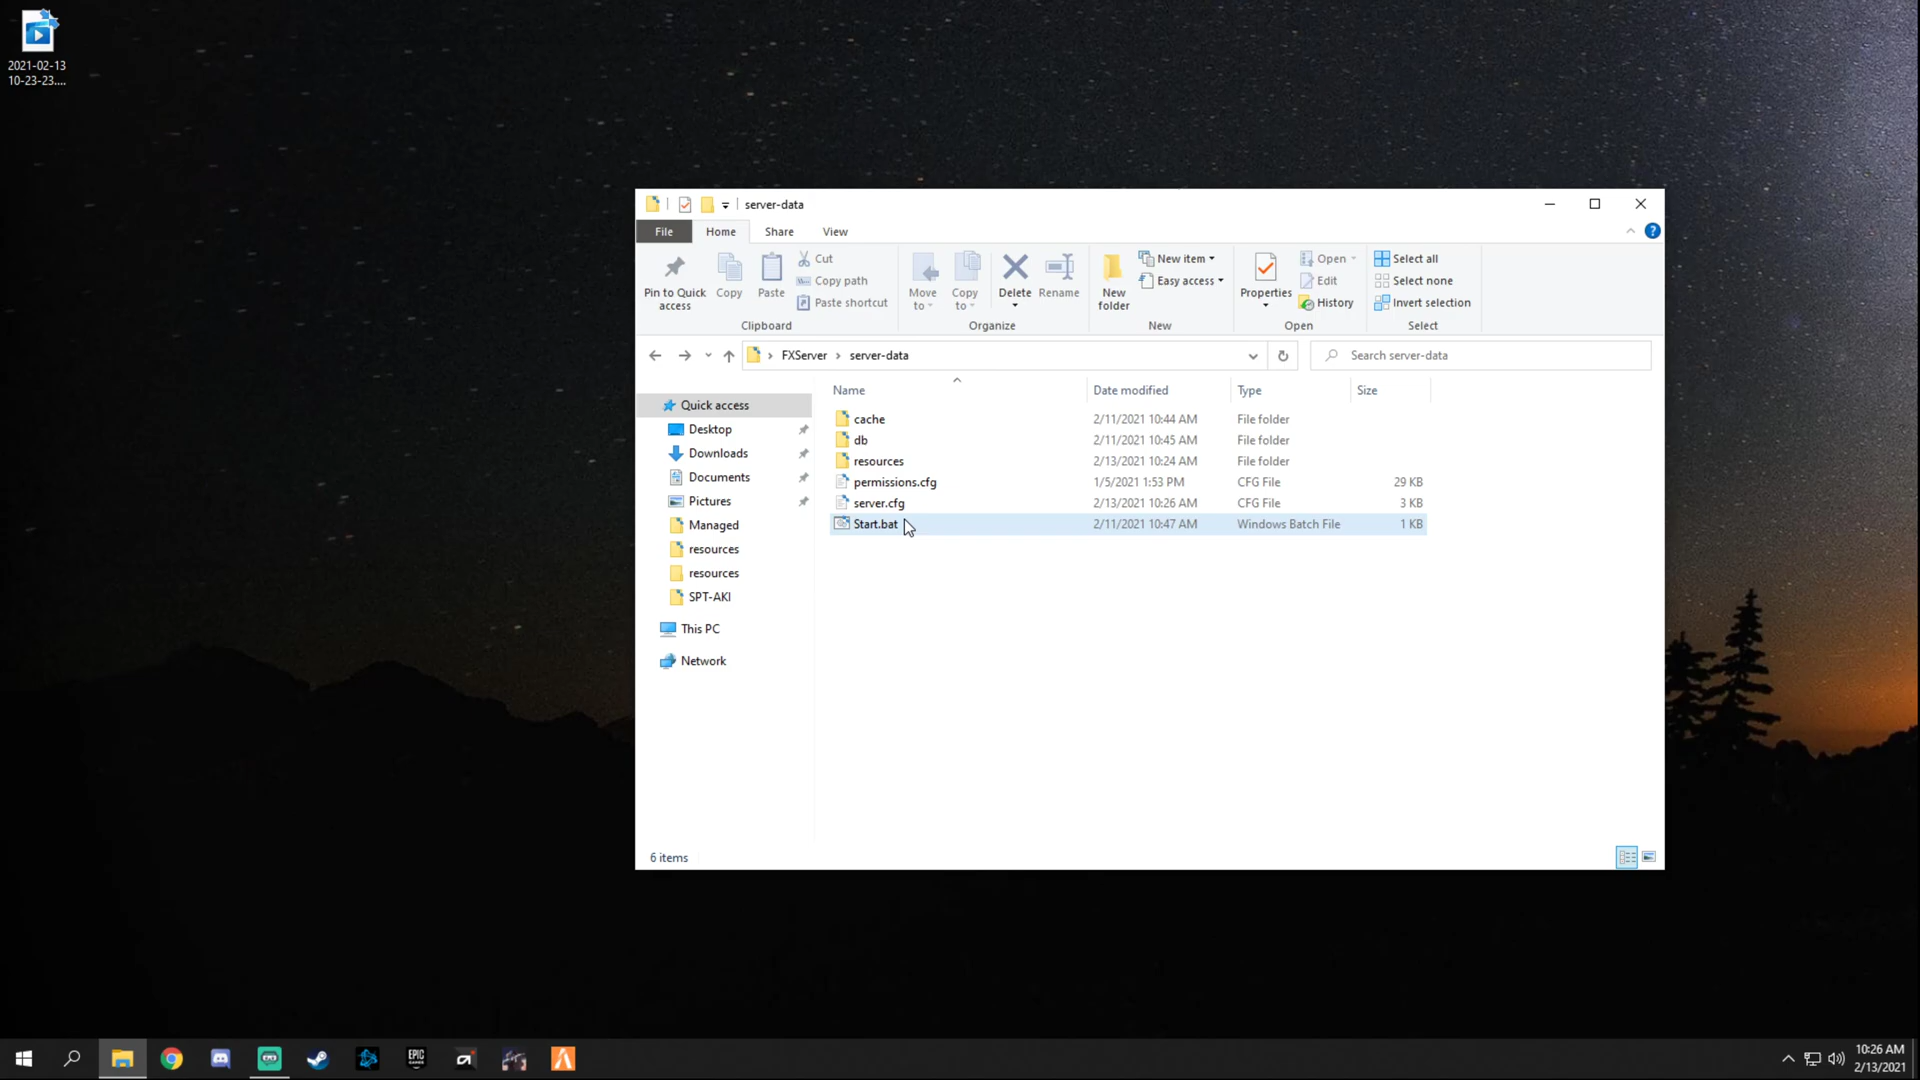 2021-02-13
10-23-23....
server-data
File
Home
Share
View
Pin to Quick
access
Copy
Paste
Cut
Copy path
Paste shortcut
Clipboard
Move
to
Copy
to
Delete
Rename
Organize
New
folder
New item
Easy access
New
Properties
Open
Edit
History
Open
Select all
Select none
Invert selection
Select
FXServer
server-data
Search server-data
Name
Date modified
Type
Size
Quick access
Desktop
Downloads
Documents
Pictures
Managed
resources
resources
SPT-AKI
This PC
Network
cache 2/11/2021 10:44 AM File folder
db 2/11/2021 10:45 AM File folder
resources 2/13/2021 10:24 AM File folder
permissions.cfg 1/5/2021 1:53 PM CFG File 29 KB
server.cfg 2/13/2021 10:26 AM CFG File 3 KB
Start.bat 2/11/2021 10:47 AM Windows Batch File 1 KB
6 items
EPIC
GAMES
10:26 AM
2/13/2021